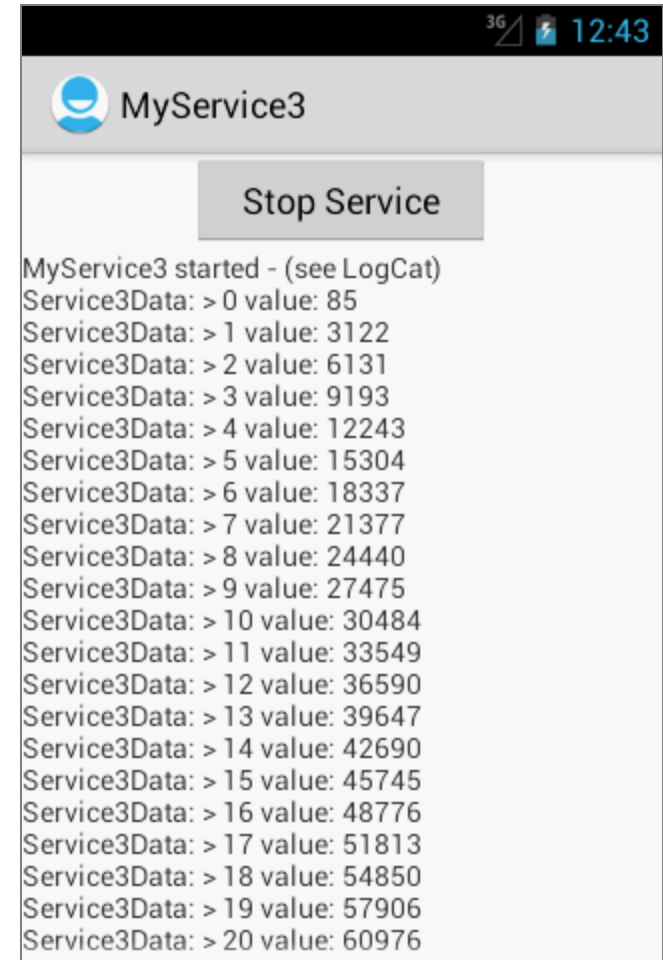 3G 12:43
MyService3
Stop Service
MyService3 started - (see LogCat)
Service3Data: > 0 value: 85
Service3Data: > 1 value: 3122
Service3Data: > 2 value: 6131
Service3Data: > 3 value: 9193
Service3Data: > 4 value: 12243
Service3Data: > 5 value: 15304
Service3Data: > 6 value: 18337
Service3Data: > 7 value: 21377
Service3Data: > 8 value: 24440
Service3Data: > 9 value: 27475
Service3Data: > 10 value: 30484
Service3Data: > 11 value: 33549
Service3Data: > 12 value: 36590
Service3Data: > 13 value: 39647
Service3Data: > 14 value: 42690
Service3Data: > 15 value: 45745
Service3Data: > 16 value: 48776
Service3Data: > 17 value: 51813
Service3Data: > 18 value: 54850
Service3Data: > 19 value: 57906
Service3Data: > 20 value: 60976